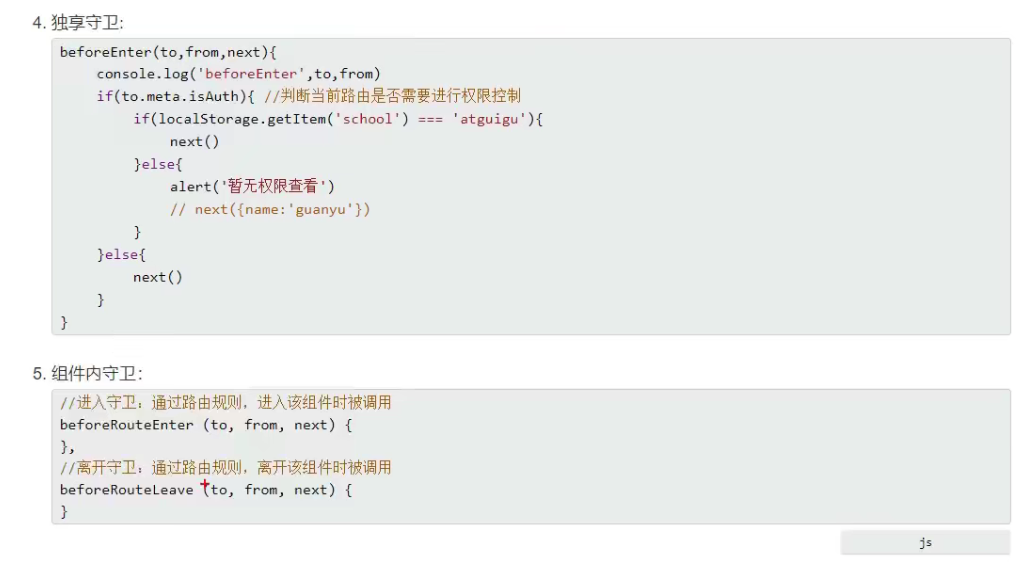 4. 独享守卫:
beforeEnter(to,from,next){
    console.log('beforeEnter',to,from)
    if(to.meta.isAuth){ //判断当前路由是否需要进行权限控制
        if(localStorage.getItem('school') === 'atguigu'){
            next()
        }else{
            alert('暂无权限查看')
            // next({name:'guanyu'})
        }
    }else{
        next()
    }
}
5. 组件内守卫：
//进入守卫：通过路由规则，进入该组件时被调用
beforeRouteEnter (to, from, next) {
},
//离开守卫：通过路由规则，离开该组件时被调用
beforeRouteLeave (to, from, next) {
}
js